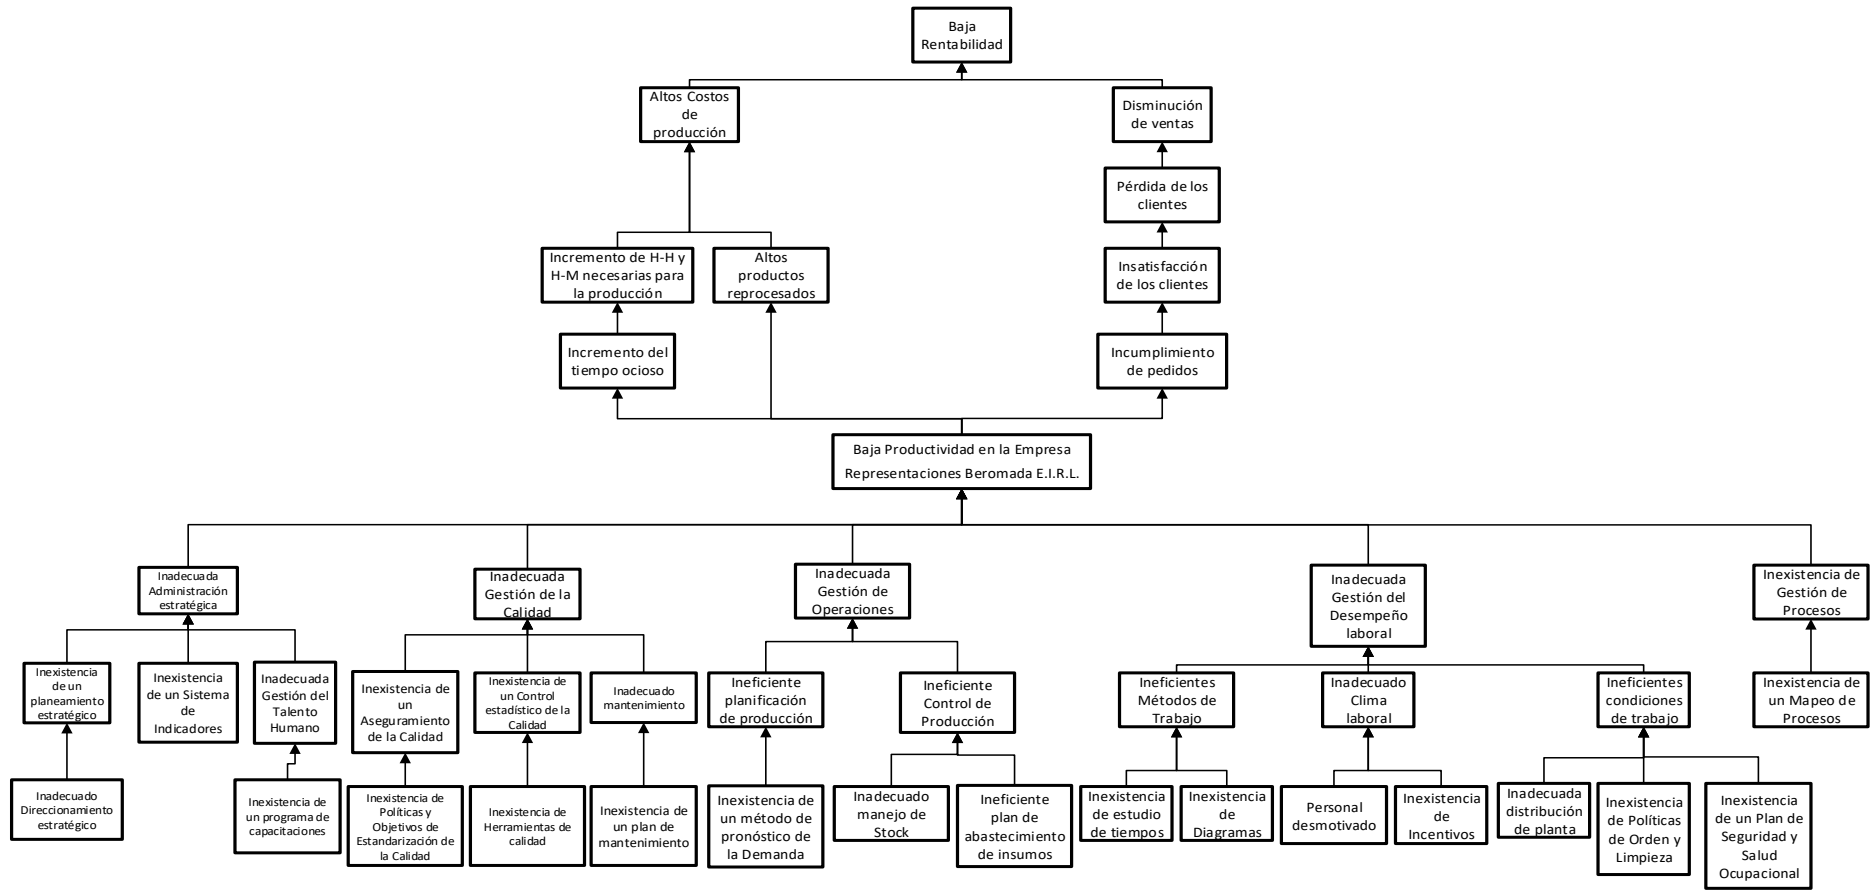 Baja
Rentabilidad
Altos Costos
de
producción
Disminución
de ventas
Pérdida de los
clientes
Incremento de H-H y
H-M necesarias para
la producción
Altos
productos
reprocesados
Insatisfacción
de los clientes
Incremento del
tiempo ocioso
Incumplimiento
de pedidos
Baja Productividad en la Empresa
Representaciones Beromada E.I.R.L.
Inadecuada
Administración
estratégica
Inadecuada
Gestión de la
Calidad
Inadecuada
Gestión de
Operaciones
Inadecuada
Gestión del
Desempeño
laboral
Inexistencia de
Gestión de
Procesos
Inexistencia
de un
planeamiento
estratégico
Inexistencia
de un Sistema
de
Indicadores
Inadecuada
Gestión del
Talento
Humano
Inexistencia de
un
Aseguramiento
de la Calidad
Inexistencia de
un Control
estadístico de la
Calidad
Inadecuado
mantenimiento
Ineficiente
planificación
de producción
Ineficiente
Control de
Producción
Ineficientes
Métodos de
Trabajo
Inadecuado
Clima
laboral
Ineficientes
condiciones
de trabajo
Inexistencia de
un Mapeo de
Procesos
Inadecuado
Direccionamiento
estratégico
Inexistencia de
un programa de
capacitaciones
Inexistencia de
Políticas y
Objetivos de
Estandarización de
la Calidad
Inexistencia de
Herramientas de
calidad
Inexistencia de
un plan de
mantenimiento
Inexistencia de
un método de
pronóstico de
la Demanda
Inadecuado
manejo de
Stock
Ineficiente
plan de
abastecimiento
de insumos
Inexistencia
de estudio
de tiempos
Inexistencia
de
Diagramas
Personal
desmotivado
Inexistencia
de
Incentivos
Inadecuada
distribución
de planta
Inexistencia
de Políticas
de Orden y
Limpieza
Inexistencia
de un Plan de
Seguridad y
Salud
Ocupacional